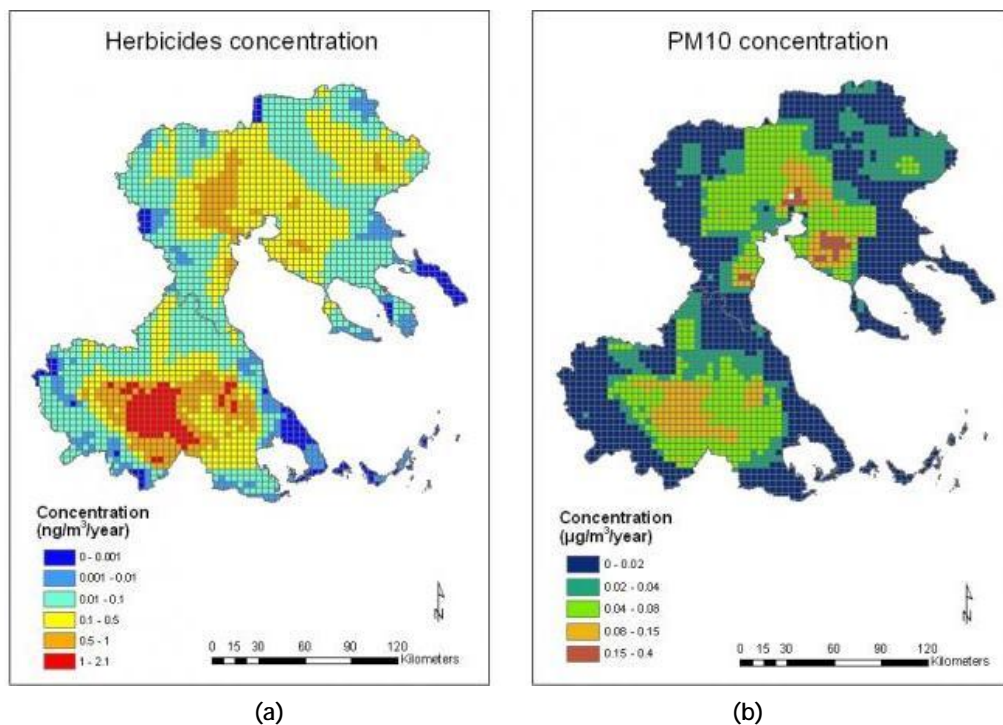 Herbicides concentration
Concentration
(ng/m³/year)
0 - 0.001
0.001 - 0.01
0.01 - 0.1
0.1 - 0.5
0.5 - 1
1 - 2.1
N
0 15 30 60 90 120
Kilometers
(a)
PM10 concentration
Concentration
(µg/m³/year)
0 - 0.02
0.02 - 0.04
0.04 - 0.08
0.08 - 0.15
0.15 - 0.4
N
0 15 30 60 90 120
Kilometers
(b)